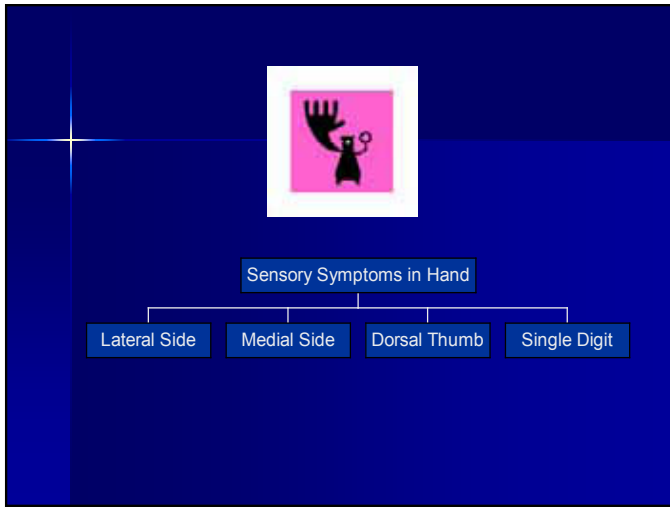 Sensory Symptoms in Hand
Lateral Side
Medial Side
Dorsal Thumb
Single Digit